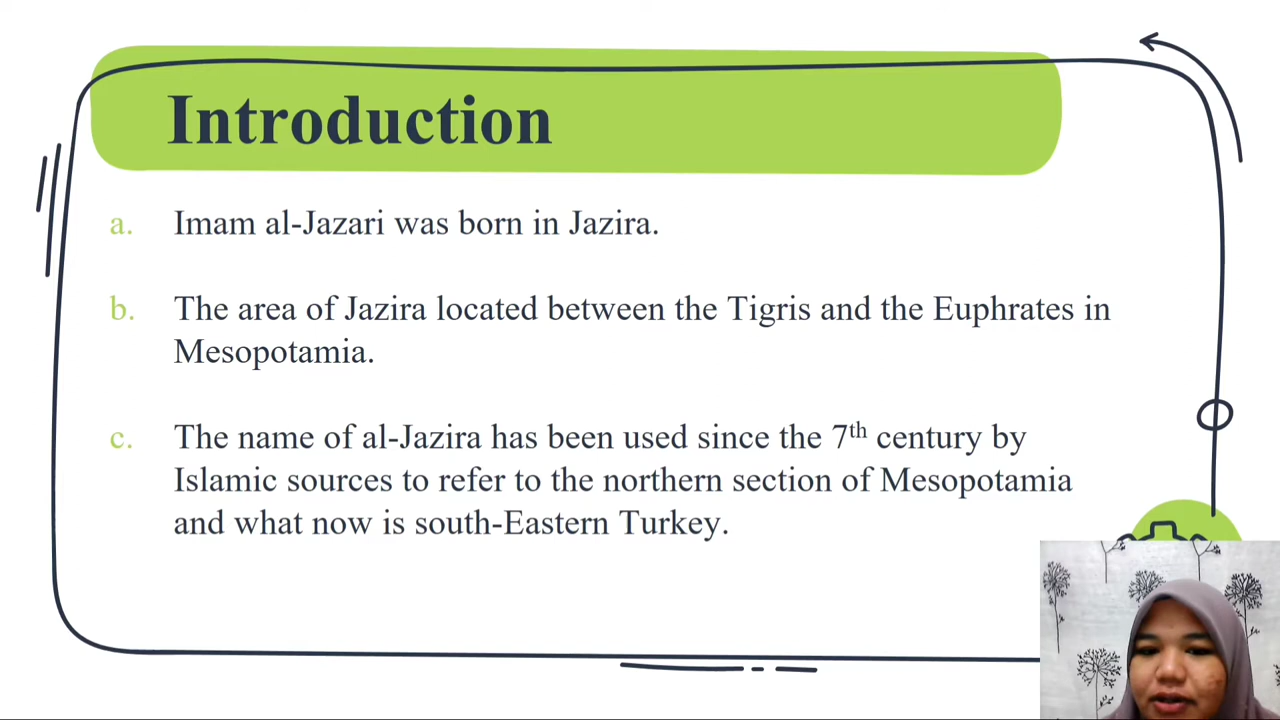 Introduction
a. Imam al-Jazari was born in Jazira.
b. The area of Jazira located between the Tigris and the Euphrates in
Mesopotamia.
c. The name of al-Jazira has been used since the 7th century by
Islamic sources to refer to the northern section of Mesopotamia
and what now is south-Eastern Turkey.